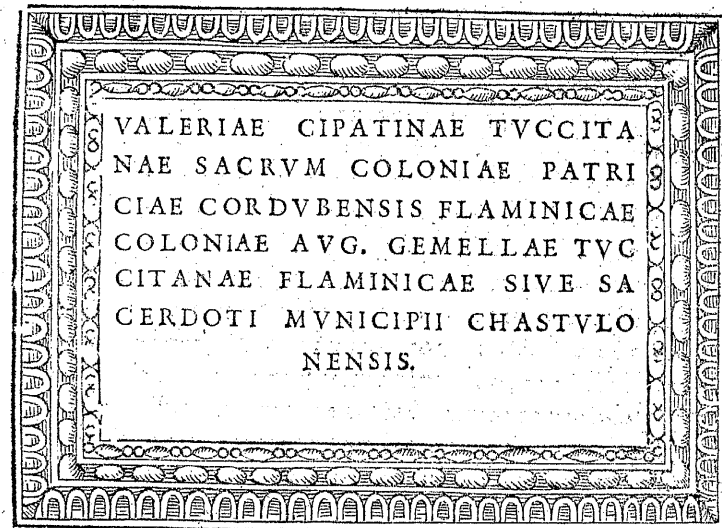 VALERIAE CIPATINAE TVCCITA
NAE SACRVM COLONIAE PATRI
CIAE CORDVBENSIS FLAMINICAE
COLONIAE AVG. GEMELLAE TVC
CITANAE FLAMINICAE SIVE SA
CERDOTI MVNICIPII CHASTVLO
NENSIS.